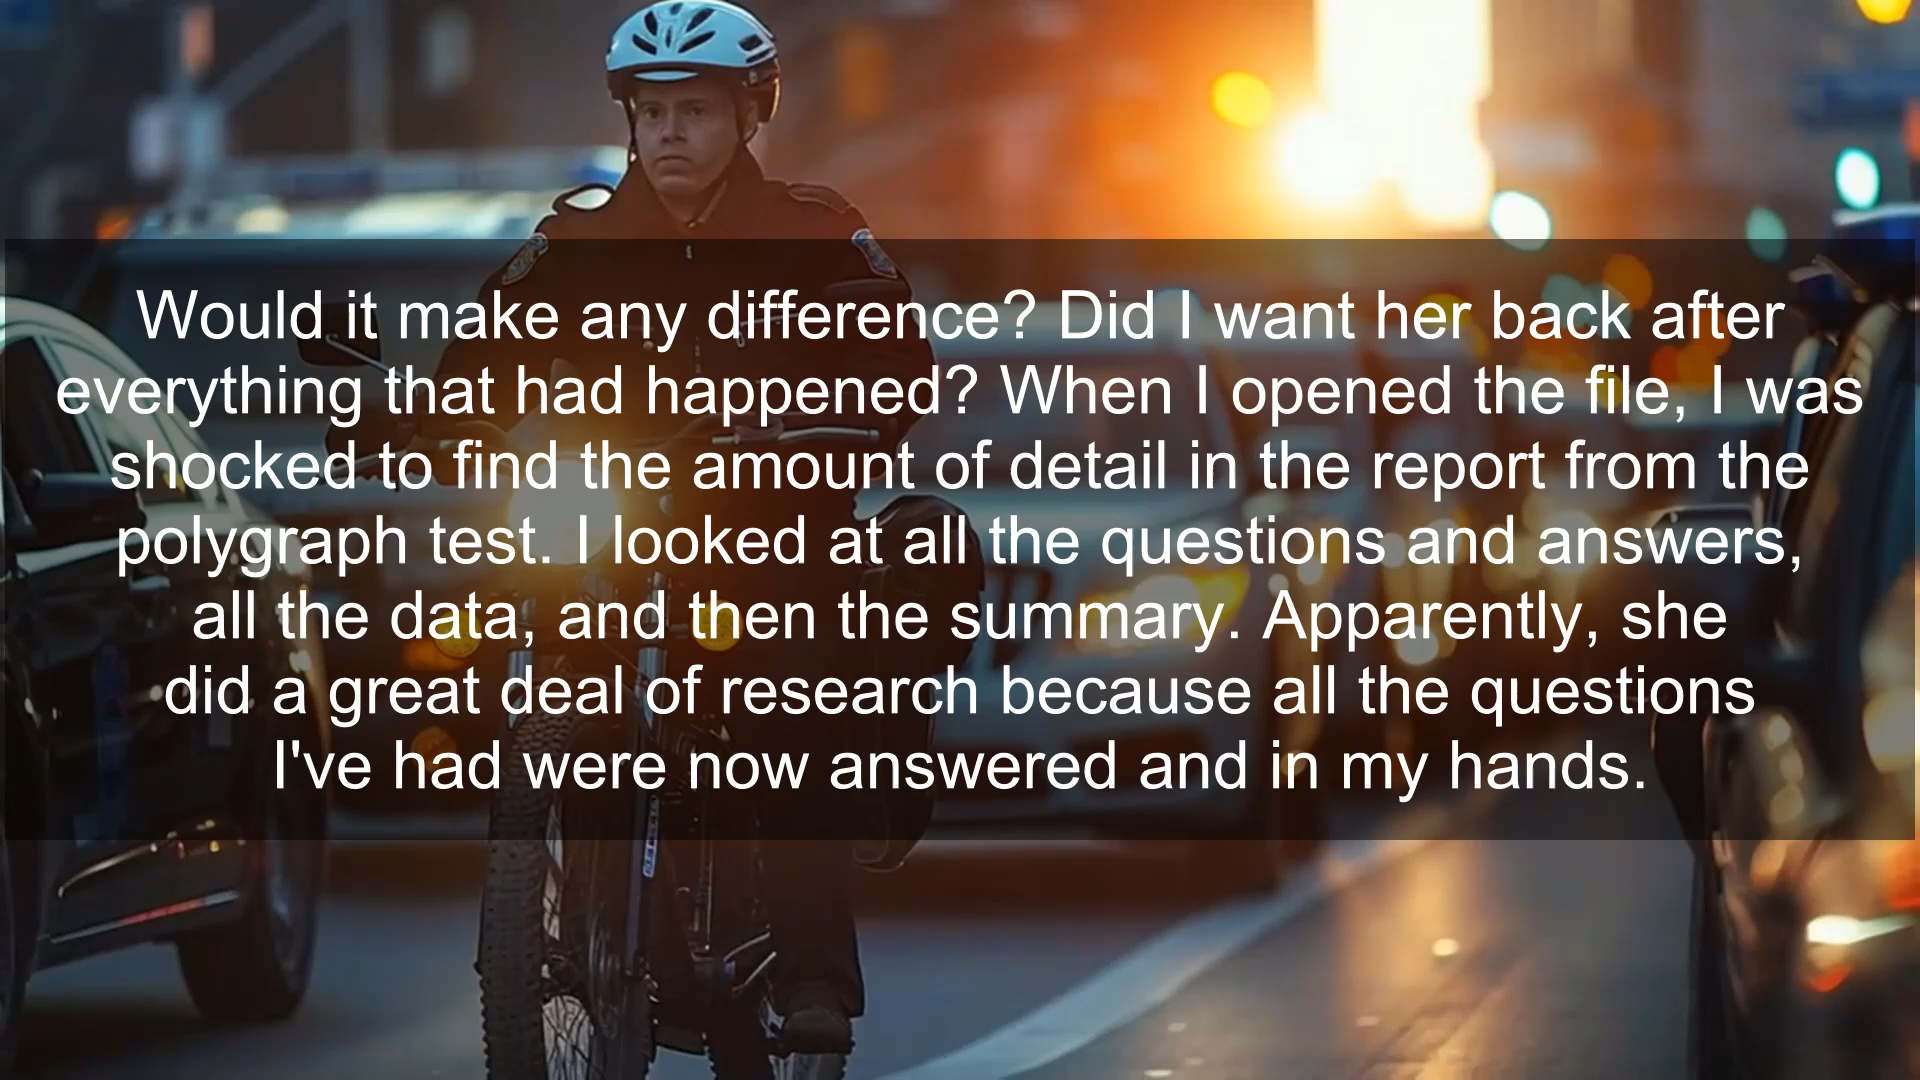 Would it make any difference? Did I want her back after
everything that had happened? When I opened the file, I was
shocked to find the amount of detail in the report from the
polygraph test. I looked at all the questions and answers,
all the data, and then the summary. Apparently, she
did a great deal of research because all the questions
I've had were now answered and in my hands.